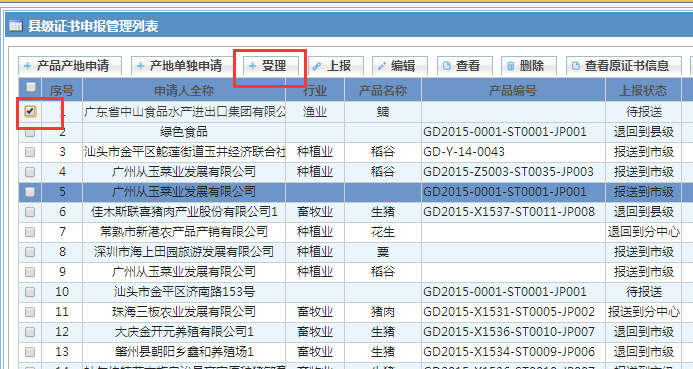 县级证书申报管理列表
产品产地申请 产地单独申请 受理 上报 编辑 查看 删除 查看原证书信息
序号 申请人全称 行业 产品名称 产品编号 上报状态
1 广东省中山食品水产进出口集团有限公 渔业 鳙 待报送
2 绿色食品 GD2015-0001-ST0001-JP001 退回到县级
3 汕头市金平区鮀莲街道玉井经济联合社 种植业 稻谷 GD-Y-14-0043 报送到市级
4 广州从玉菜业发展有限公司 种植业 稻谷 GD2015-Z5003-ST0035-JP003 报送到市级
5 广州从玉菜业发展有限公司 GD2015-0001-ST0001-JP001 报送到市级
6 佳木斯联喜猪肉产业股份有限公司1 畜牧业 生猪 GD2015-X1537-ST0011-JP008 退回到县级
7 常熟市新港农产品产销有限公司 种植业 花生 退回到分中心
8 深圳市海上田园旅游发展有限公司 种植业 粟 报送到市级
9 广州从玉菜业发展有限公司 种植业 稻谷 报送到市级
10 汕头市金平区济南路153号 GD2015-0001-ST0001-JP001 待报送
11 珠海三板农业发展有限公司 畜牧业 猪肉 GD2015-X1531-ST0005-JP002 报送到分中心
12 大庆金开元养殖有限公司1 畜牧业 生猪 GD2015-X1536-ST0010-JP007 退回到市级
13 肇州县朝阳乡鑫和养殖场1 畜牧业 生猪 GD2015-X1534-ST0009-JP006 退回到市级